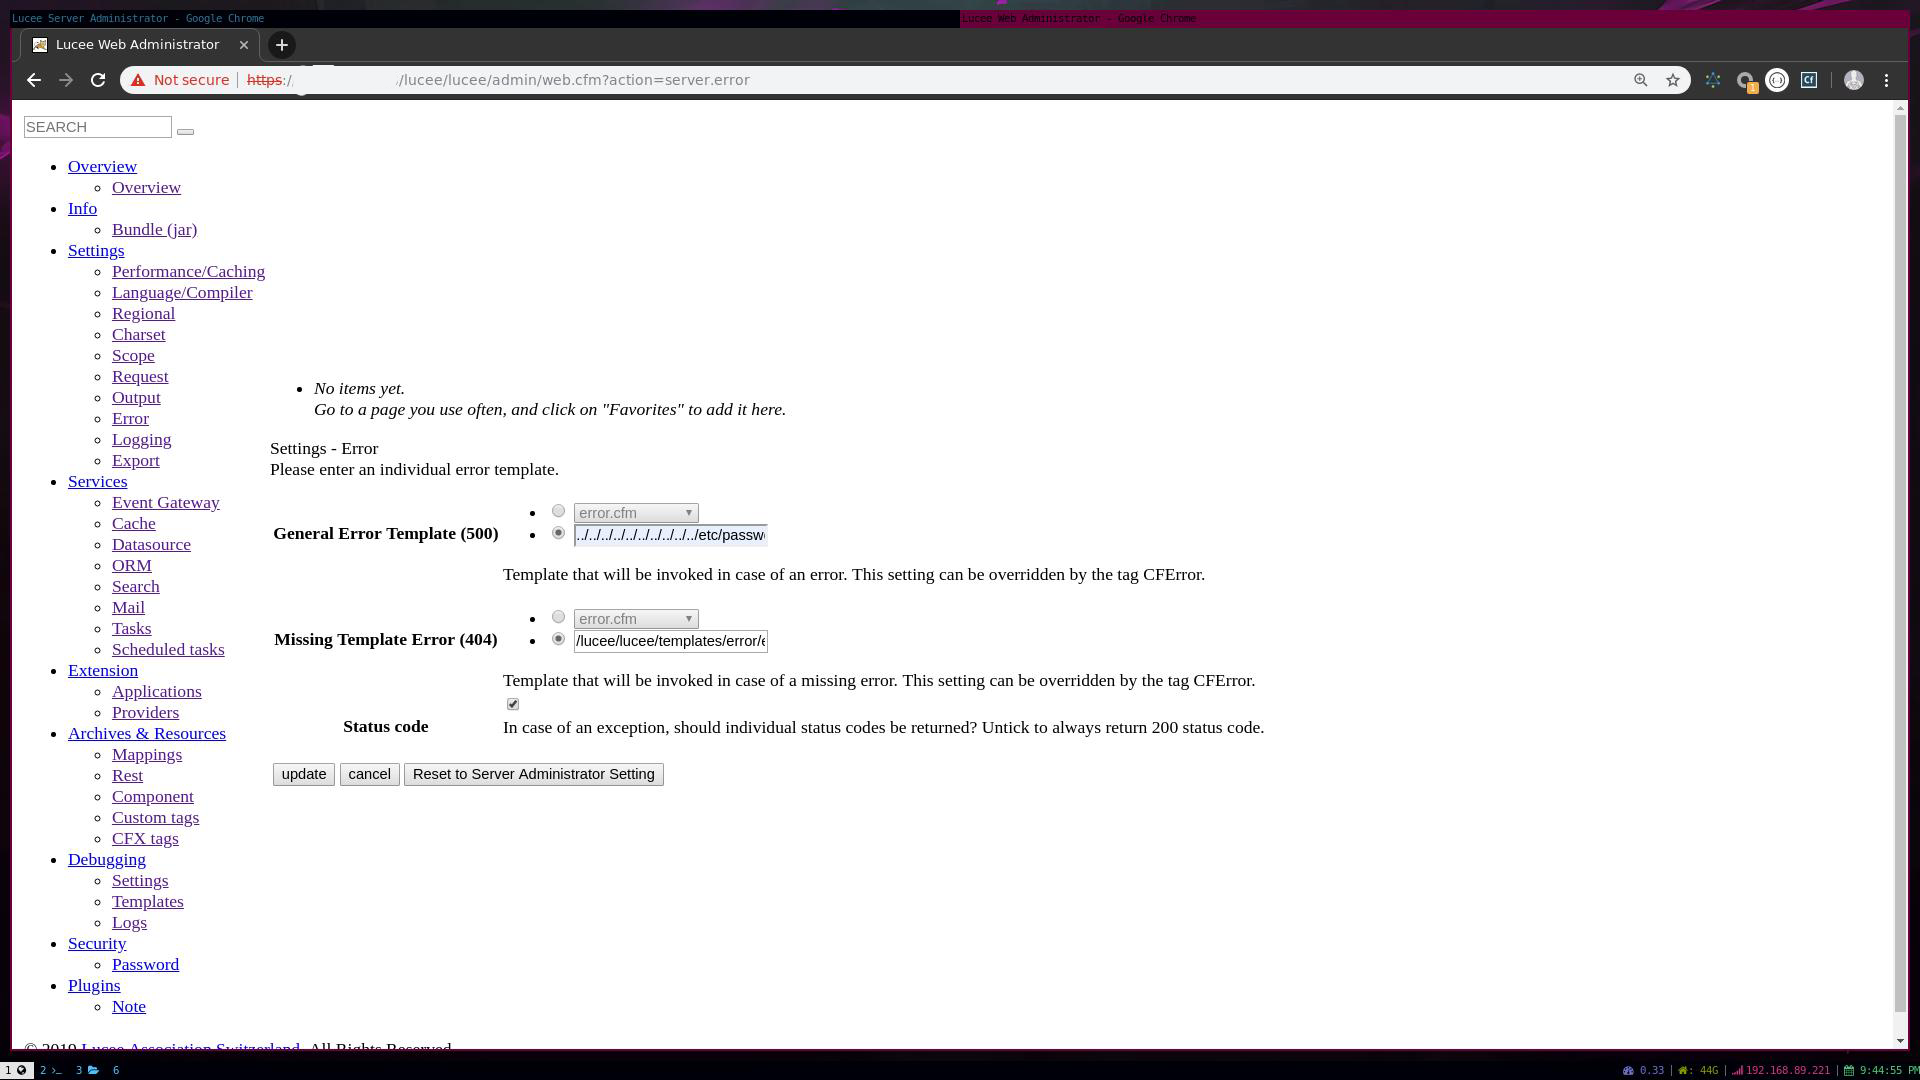 Lucee Server Administrator - Google Chrome
Lucee Web Administrator - Google Chrome
Lucee Web Administrator
Not secure
https:/
/lucee/lucee/admin/web.cfm?action=server.error
1
Cf
SEARCH
Overview
Overview
Info
Bundle (jar)
Settings
Performance/Caching
Language/Compiler
Regional
Charset
Scope
Request
Output
Error
Logging
Export
Services
Event Gateway
Cache
Datasource
ORM
Search
Mail
Tasks
Scheduled tasks
Extension
Applications
Providers
Archives & Resources
Mappings
Rest
Component
Custom tags
CFX tags
Debugging
Settings
Templates
Logs
Security
Password
Plugins
Note
No items yet.
Go to a page you use often, and click on "Favorites" to add it here.
Settings - Error
Please enter an individual error template.
General Error Template (500)
error.cfm
../../../../../../../../../../etc/passw
Template that will be invoked in case of an error. This setting can be overridden by the tag CFError.
Missing Template Error (404)
error.cfm
/lucee/lucee/templates/error/e
Template that will be invoked in case of a missing error. This setting can be overridden by the tag CFError.
Status code
In case of an exception, should individual status codes be returned? Untick to always return 200 status code.
update
cancel
Reset to Server Administrator Setting
© 2019 Lucee Association Switzerland. All Rights Reserved
1
2
3
6
0.33
: 44G
192.168.89.221
9:44:55 PM